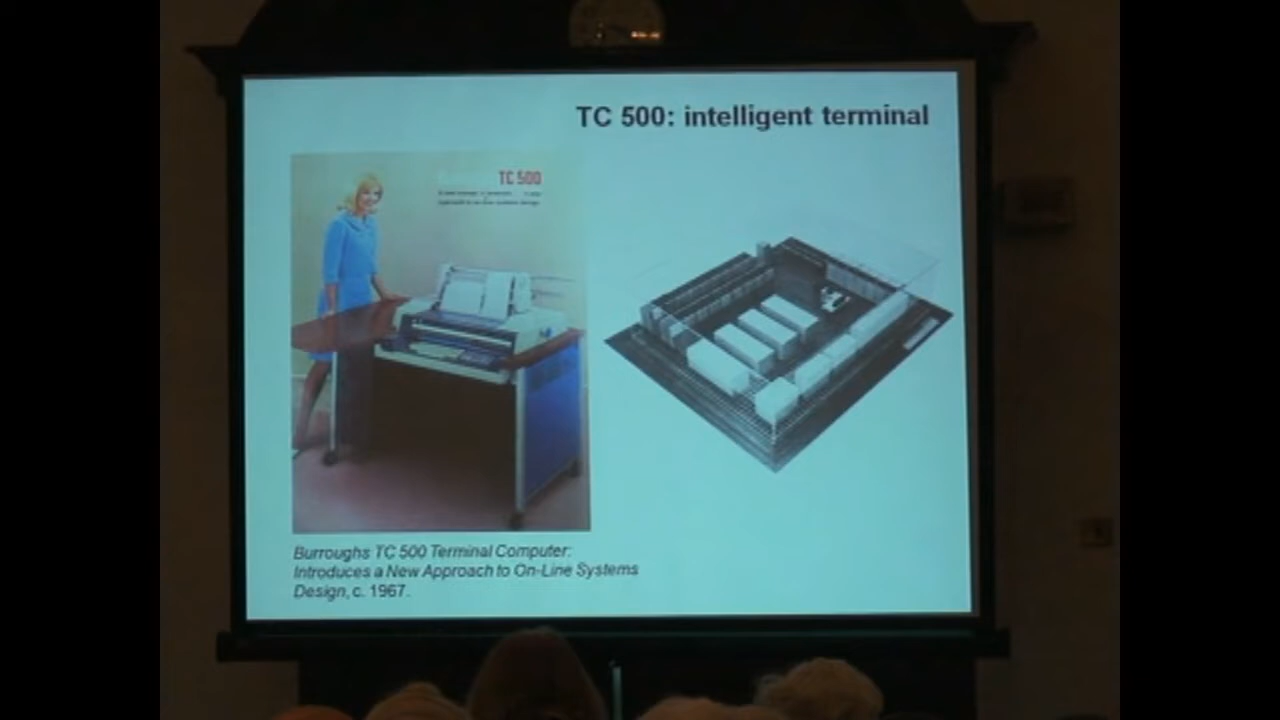 TC 500: intelligent terminal
TC 500
Burroughs TC 500 Terminal Computer:
Introduces a New Approach to On-Line Systems
Design, c. 1967.